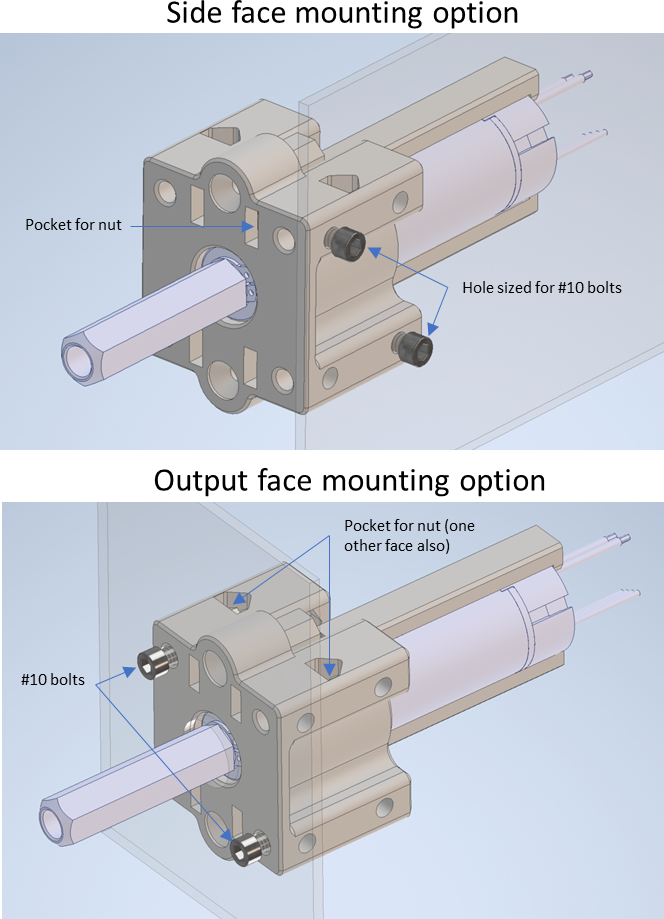 Side face mounting option
Pocket for nut
Hole sized for #10 bolts
Output face mounting option
Pocket for nut (one
other face also)
#10 bolts